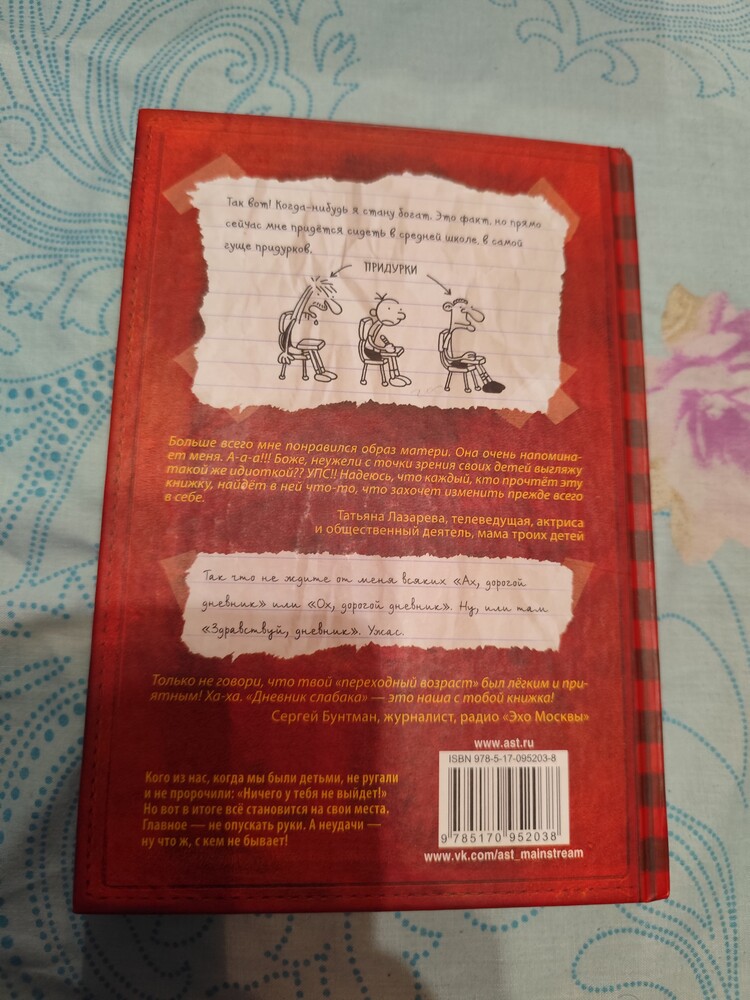 Так вот! Когда-нибудь я стану богат. Это факт, но прямо
сейчас мне придётся сидеть в средней школе, в самой
гуще придурков.
ПРИДУРКИ
Больше всего мне понравился образ матери. Она очень напомина-
ет меня. А-а-а!!! Боже, неужели с точки зрения своих детей выгляжу
такой же идиоткой?? УПС!! Надеюсь, что каждый, кто прочтёт эту
книжку, найдёт в ней что-то, что захочет изменить прежде всего
в себе.
Татьяна Лазарева, телеведущая, актриса
и общественный деятель, мама троих детей
Так что не ждите от меня всяких «Ах, дорогой
дневник» или «Ох, дорогой дневник». Ну, или там
«Здравствуй, дневник». Ужас.
Только не говори, что твой «переходный возраст» был лёгким и при-
ятным! Ха-ха. «Дневник слабака» — это наша с тобой книжка!
Сергей Бунтман, журналист, радио «Эхо Москвы»
Кого из нас, когда мы были детьми, не ругали
и не пророчили: «Ничего у тебя не выйдет!»
Но вот в итоге всё становится на свои места.
Главное — не опускать руки. А неудачи —
ну что ж, с кем не бывает!
www.ast.ru
ISBN 978-5-17-095203-8
9 785170 952038
www.vk.com/ast_mainstream